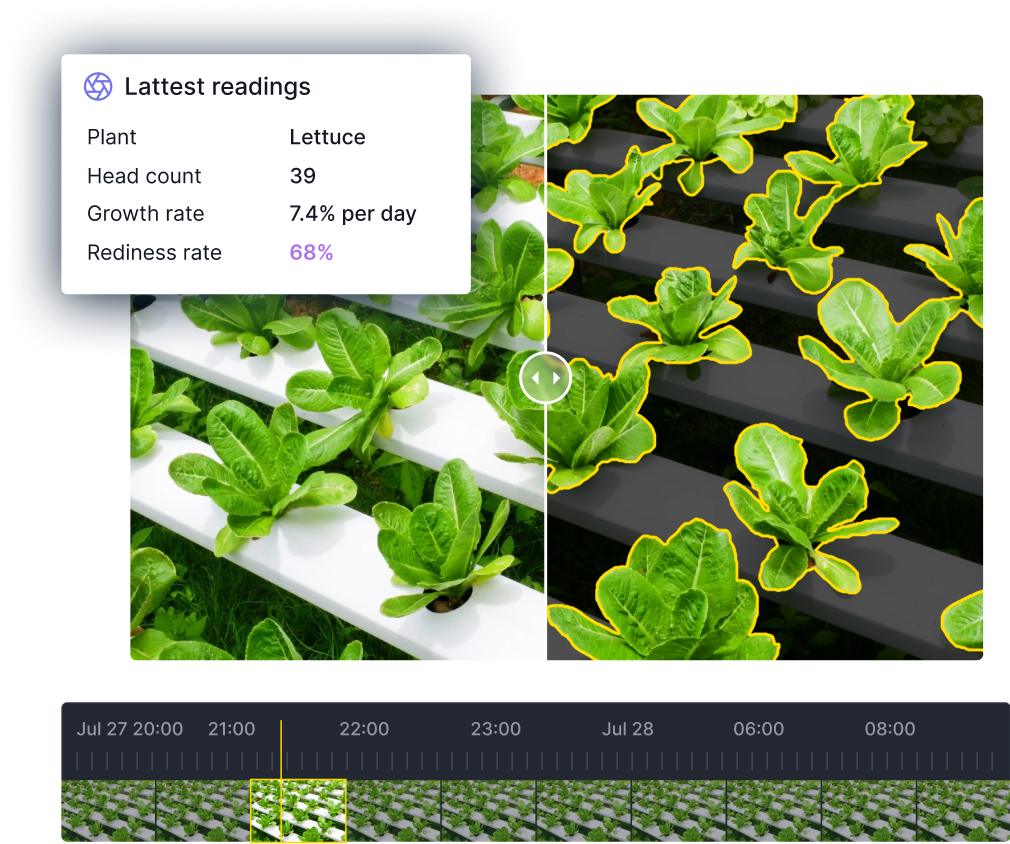 Lattest readings
Plant Lettuce
Head count 39
Growth rate 7.4% per day
Rediness rate 68%
Jul 27 20:00 21:00 22:00 23:00 Jul 28 06:00 08:00